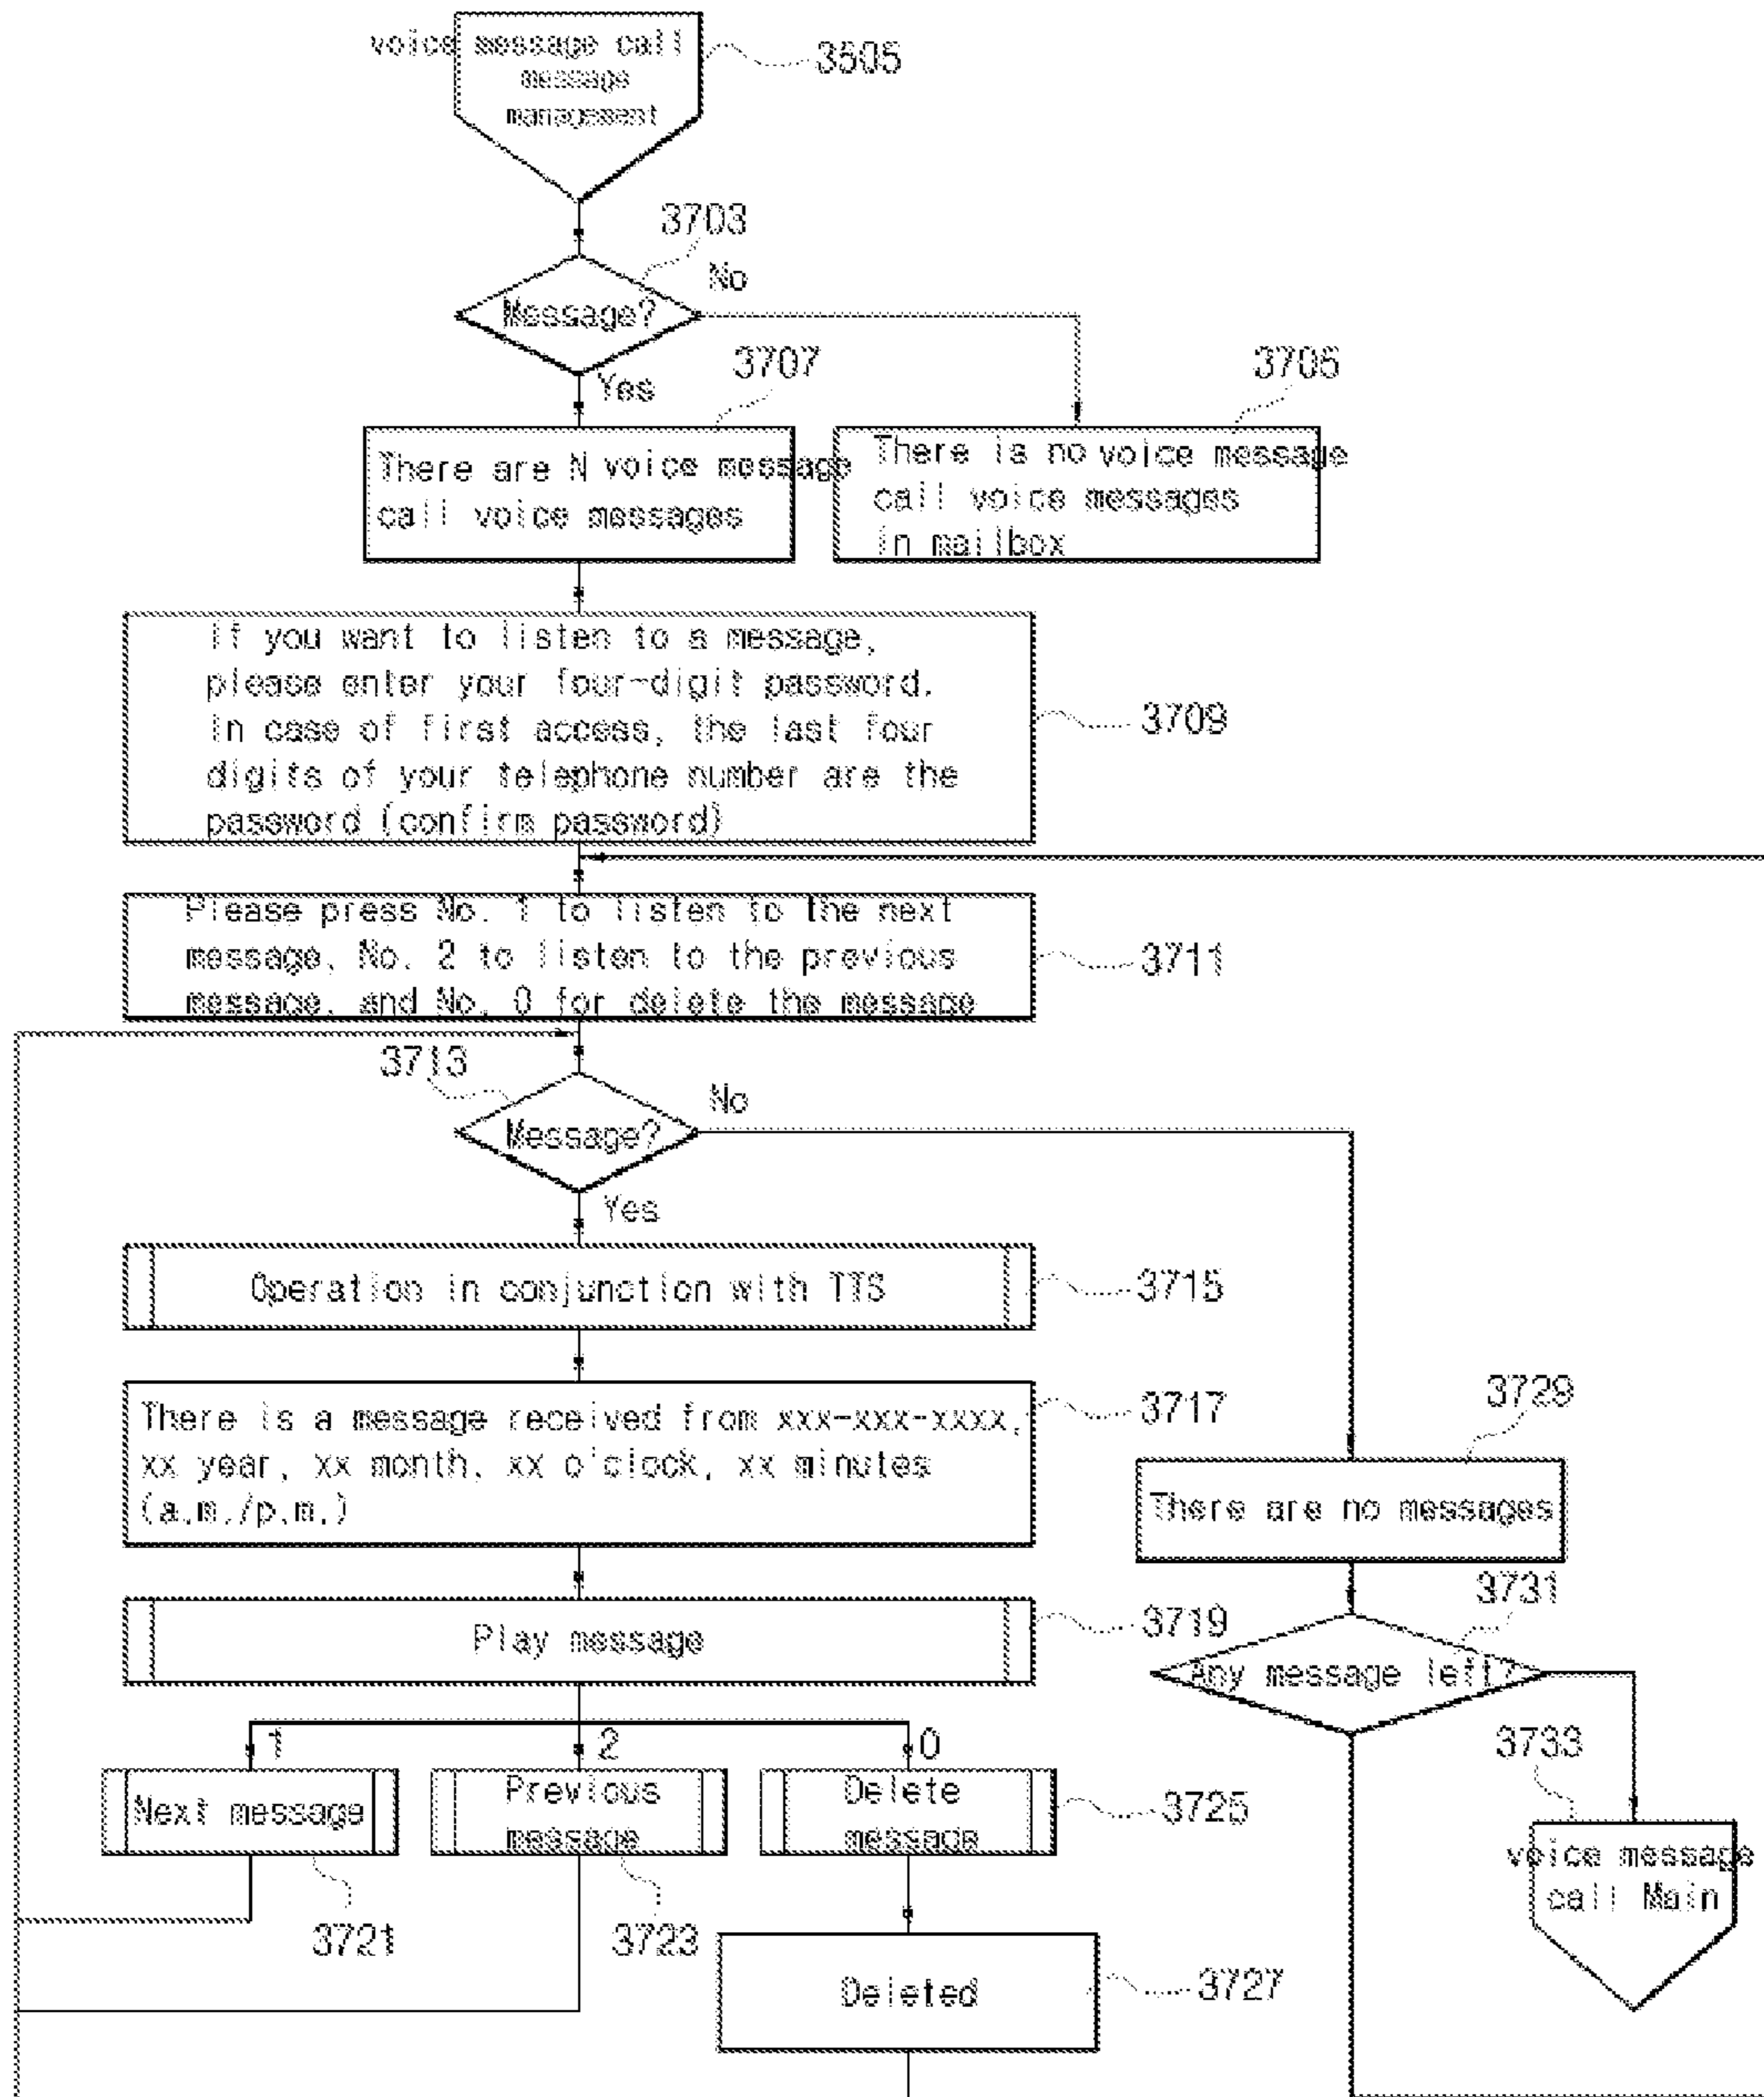 voice message call
message
management
3505
3703
Message?
No
Yes
3707
3705
There are N voice message
call voice messages
There is no voice message
call voice messages
in mailbox
If you want to listen to a message,
please enter your four-digit password.
In case of first access, the last four
digits of your telephone number are the
password (confirm password)
3709
Please press No. 1 to listen to the next
message, No. 2 to listen to the previous
message, and No. 0 for delete the message
3711
3713
Message?
No
Yes
Operation in conjunction with TTS
3715
There is a message received from xxx-xxx-xxxx,
xx year, xx month, xx o'clock, xx minutes
(a.m./p.m.)
3717
3729
There are no messages
Play message
3719
3731
Any message left?
1
2
0
3733
Next message
Previous
message
Delete
message
3725
voice message
call Main
3721
3723
Deleted
3727